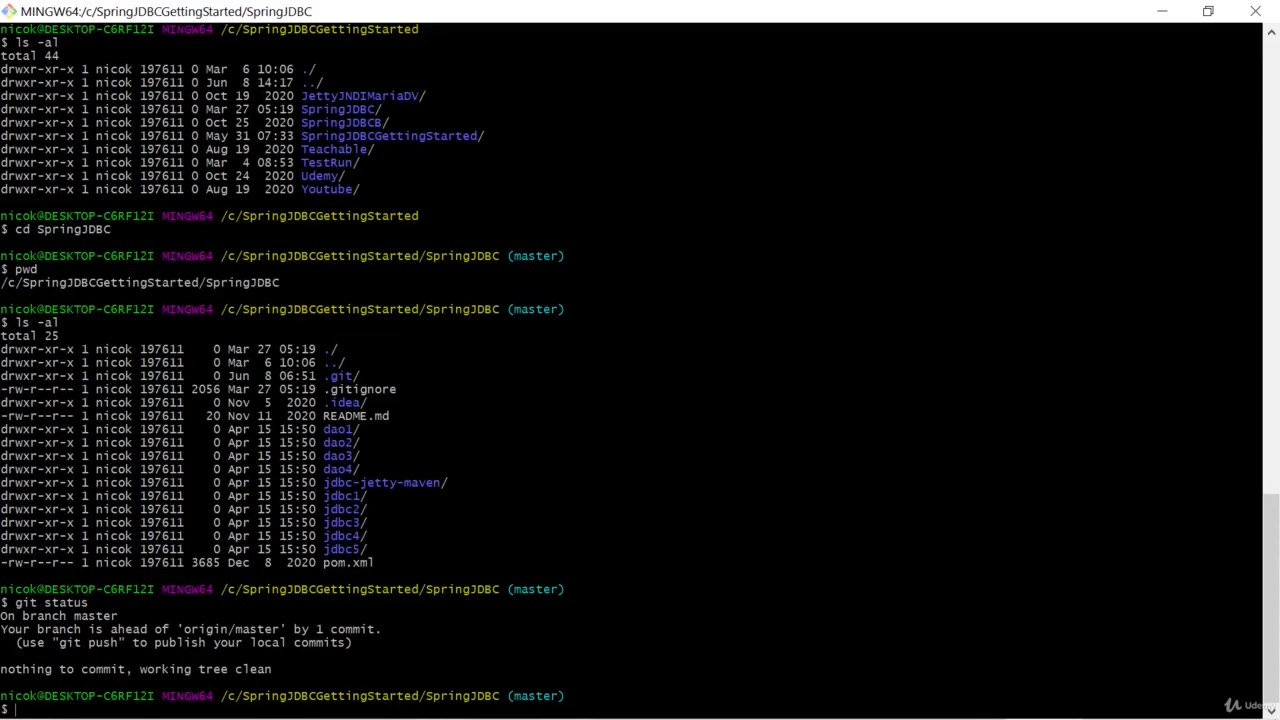 MINGW64:/c/SpringJDBCGettingStarted/SpringJDBC
nicok@DESKTOP-C6RF12I MINGW64 /c/SpringJDBCGettingStarted
$ ls -al
total 44
drwxr-xr-x 1 nicok 197611 0 Mar  6 10:06 ./
drwxr-xr-x 1 nicok 197611 0 Jun  8 14:17 ../
drwxr-xr-x 1 nicok 197611 0 Oct 19  2020 JettyJNDIMariaDV/
drwxr-xr-x 1 nicok 197611 0 Mar 27 05:19 SpringJDBC/
drwxr-xr-x 1 nicok 197611 0 Oct 25  2020 SpringJDBCB/
drwxr-xr-x 1 nicok 197611 0 May 31 07:33 SpringJDBCGettingStarted/
drwxr-xr-x 1 nicok 197611 0 Aug 19  2020 Teachable/
drwxr-xr-x 1 nicok 197611 0 Mar  4 08:53 TestRun/
drwxr-xr-x 1 nicok 197611 0 Oct 24  2020 Udemy/
drwxr-xr-x 1 nicok 197611 0 Aug 19  2020 Youtube/
nicok@DESKTOP-C6RF12I MINGW64 /c/SpringJDBCGettingStarted
$ cd SpringJDBC
nicok@DESKTOP-C6RF12I MINGW64 /c/SpringJDBCGettingStarted/SpringJDBC (master)
$ pwd
/c/SpringJDBCGettingStarted/SpringJDBC
nicok@DESKTOP-C6RF12I MINGW64 /c/SpringJDBCGettingStarted/SpringJDBC (master)
$ ls -al
total 25
drwxr-xr-x 1 nicok 197611    0 Mar 27 05:19 ./
drwxr-xr-x 1 nicok 197611    0 Mar  6 10:06 ../
drwxr-xr-x 1 nicok 197611    0 Jun  8 06:51 .git/
-rw-r--r-- 1 nicok 197611 2056 Mar 27 05:19 .gitignore
drwxr-xr-x 1 nicok 197611    0 Nov  5  2020 .idea/
-rw-r--r-- 1 nicok 197611   20 Nov 11  2020 README.md
drwxr-xr-x 1 nicok 197611    0 Apr 15 15:50 dao1/
drwxr-xr-x 1 nicok 197611    0 Apr 15 15:50 dao2/
drwxr-xr-x 1 nicok 197611    0 Apr 15 15:50 dao3/
drwxr-xr-x 1 nicok 197611    0 Apr 15 15:50 dao4/
drwxr-xr-x 1 nicok 197611    0 Apr 15 15:50 jdbc-jetty-maven/
drwxr-xr-x 1 nicok 197611    0 Apr 15 15:50 jdbc1/
drwxr-xr-x 1 nicok 197611    0 Apr 15 15:50 jdbc2/
drwxr-xr-x 1 nicok 197611    0 Apr 15 15:50 jdbc3/
drwxr-xr-x 1 nicok 197611    0 Apr 15 15:50 jdbc4/
drwxr-xr-x 1 nicok 197611    0 Apr 15 15:50 jdbc5/
-rw-r--r-- 1 nicok 197611 3685 Dec  8  2020 pom.xml
nicok@DESKTOP-C6RF12I MINGW64 /c/SpringJDBCGettingStarted/SpringJDBC (master)
$ git status
On branch master
Your branch is ahead of 'origin/master' by 1 commit.
  (use "git push" to publish your local commits)
nothing to commit, working tree clean
nicok@DESKTOP-C6RF12I MINGW64 /c/SpringJDBCGettingStarted/SpringJDBC (master)
$
Udemy